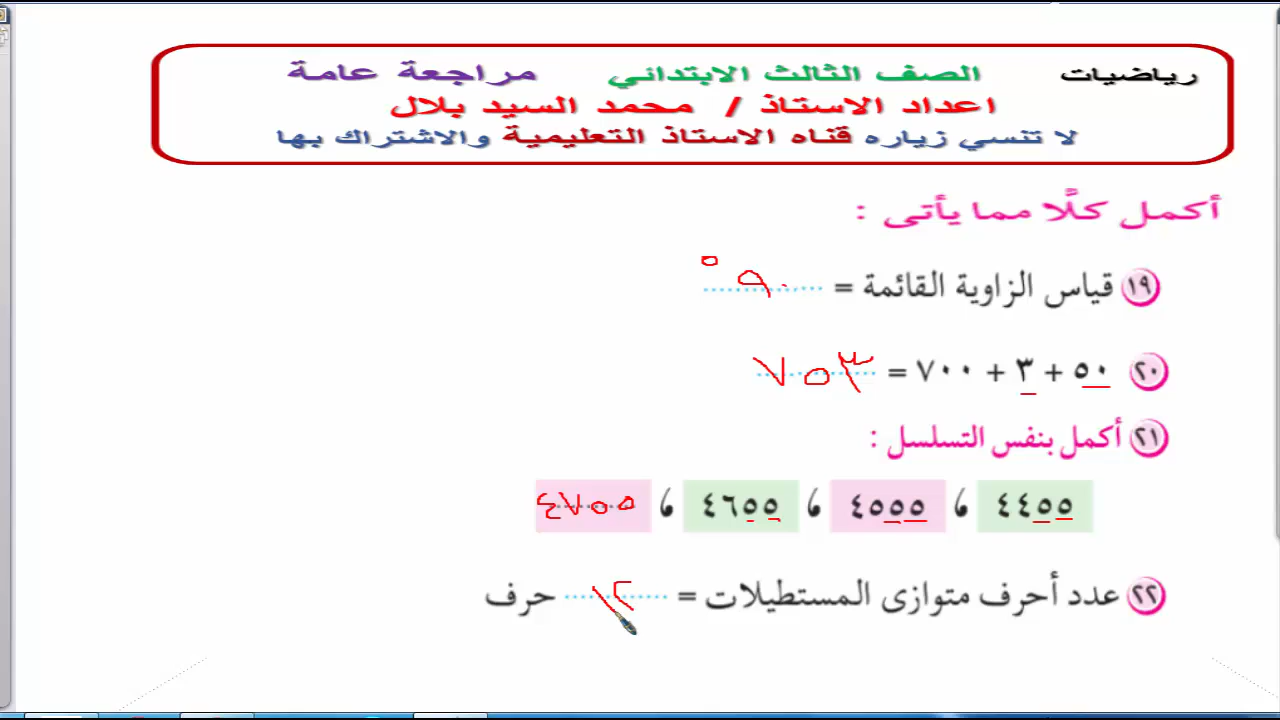 رياضيات الصف الثالث الابتدائي مراجعة عامة
اعداد الاستاذ / محمد السيد بلال
لا تنسي زياره قناه الاستاذ التعليمية والاشتراك بها
أكمل كلًا مما يأتى :
١٩ قياس الزاوية القائمة = ٩٠°
٢٠ ٥٠ + ٣ + ٧٠٠ = ٧٥٣
٢١ أكمل بنفس التسلسل :
٤٤٥٥ ، ٤٥٥٥ ، ٤٦٥٥ ، ٤٧٥٥
٢٢ عدد أحرف متوازى المستطيلات = ١٢ حرف